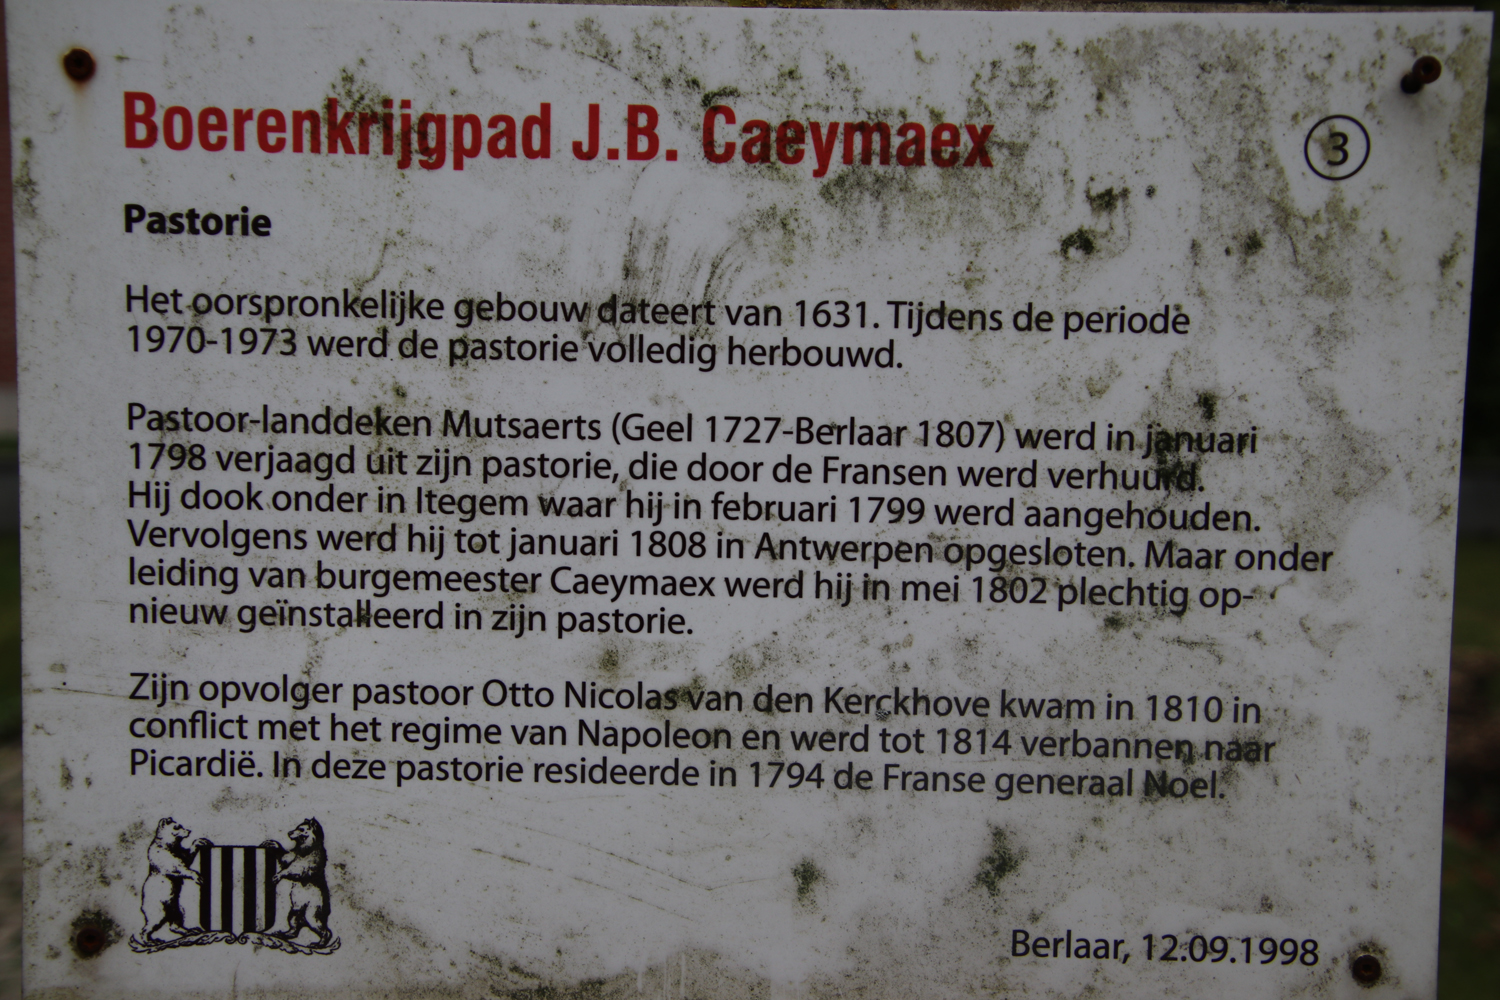 Boerenkrijgpad J.B. Caeymaex
3
Pastorie
Het oorspronkelijke gebouw dateert van 1631. Tijdens de periode
1970-1973 werd de pastorie volledig herbouwd.
Pastoor-landdeken Mutsaerts (Geel 1727-Berlaar 1807) werd in januari
1798 verjaagd uit zijn pastorie, die door de Fransen werd verhuurd.
Hij dook onder in Itegem waar hij in februari 1799 werd aangehouden.
Vervolgens werd hij tot januari 1808 in Antwerpen opgesloten. Maar onder
leiding van burgemeester Caeymaex werd hij in mei 1802 plechtig op-
nieuw geïnstalleerd in zijn pastorie.
Zijn opvolger pastoor Otto Nicolas van den Kerckhove kwam in 1810 in
conflict met het regime van Napoleon en werd tot 1814 verbannen naar
Picardië. In deze pastorie resideerde in 1794 de Franse generaal Noel.
Berlaar, 12.09.1998